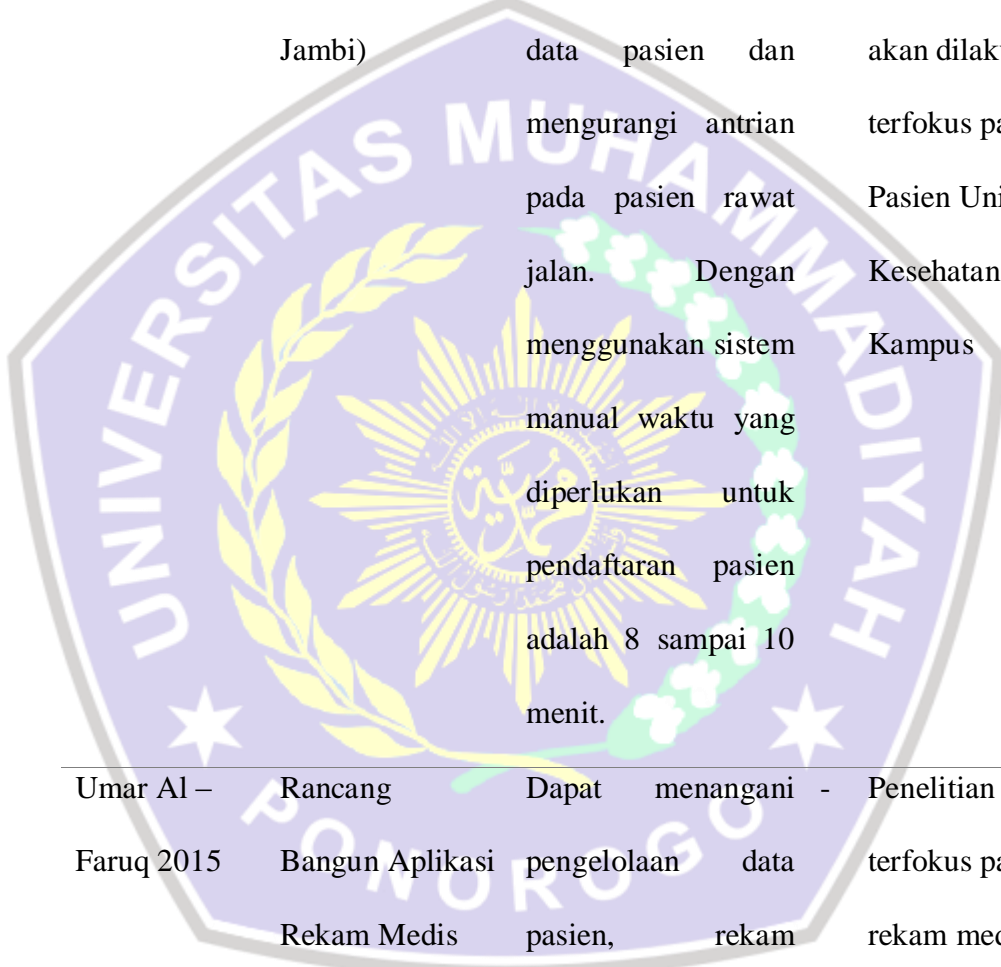 Jambi) data pasien dan akan dilak
mengurangi antrian terfokus pa
pada pasien rawat Pasien Uni
jalan. Dengan Kesehatan
menggunakan sistem Kampus
manual waktu yang
diperlukan untuk
pendaftaran pasien
adalah 8 sampai 10
menit.
Umar Al – Rancang Dapat menangani - Penelitian
Faruq 2015 Bangun Aplikasi pengelolaan data terfokus pa
Rekam Medis pasien, rekam rekam med
UNIVERSITAS MUHAMMADIYAH
PONOROGO